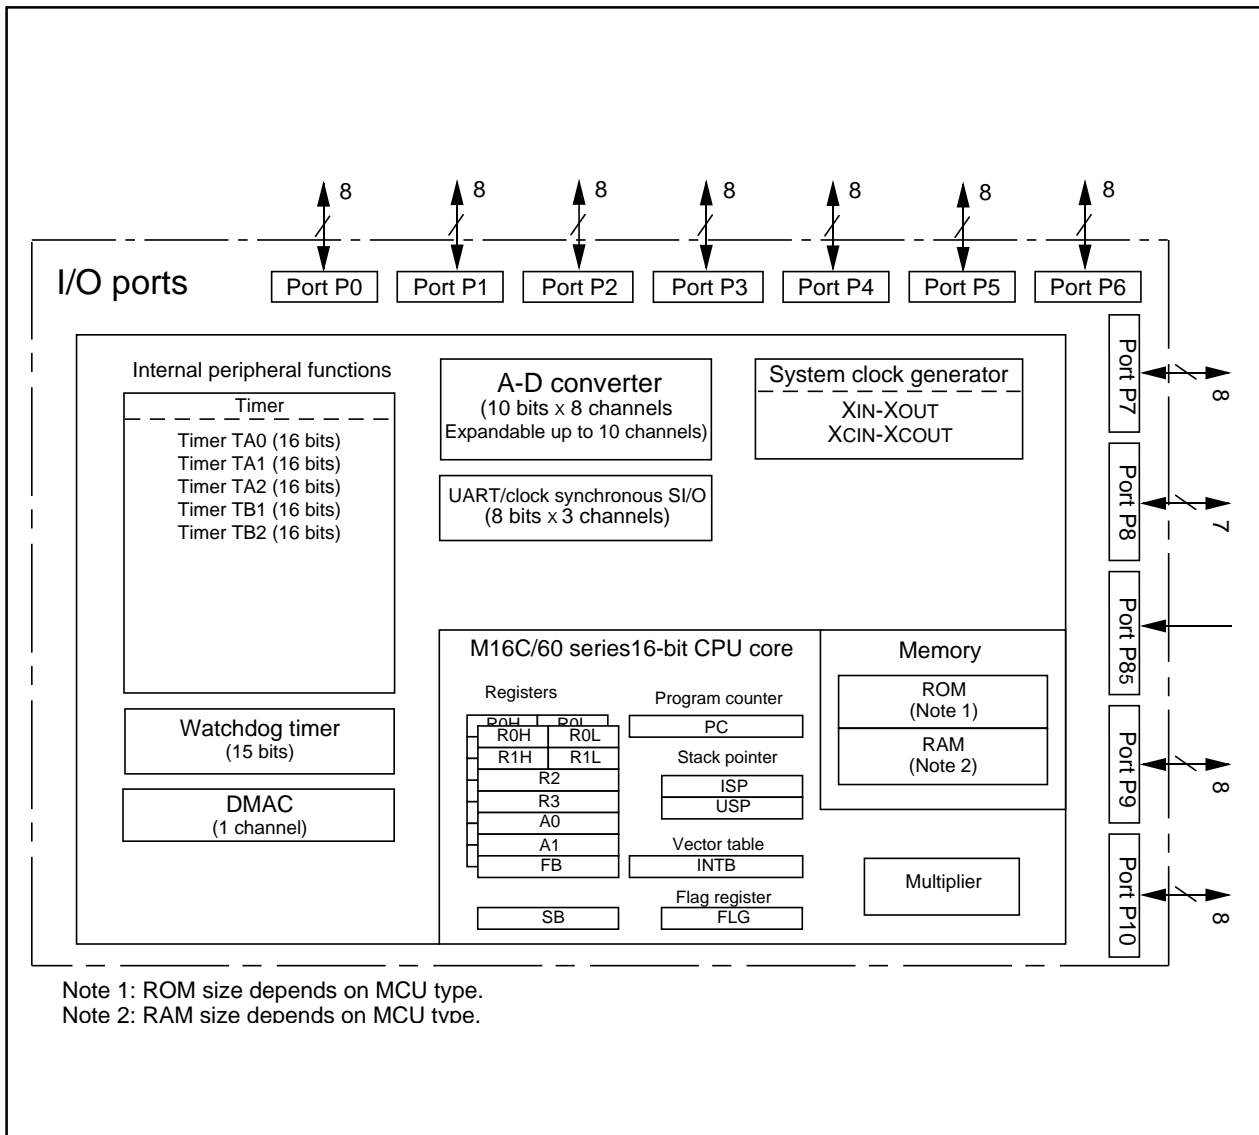 8 8 8 8 8 8 8
I/O ports
Port P0 Port P1 Port P2 Port P3 Port P4 Port P5 Port P6
Internal peripheral functions
Timer
Timer TA0 (16 bits)
Timer TA1 (16 bits)
Timer TA2 (16 bits)
Timer TB1 (16 bits)
Timer TB2 (16 bits)
Watchdog timer
(15 bits)
DMAC
(1 channel)
A-D converter
(10 bits x 8 channels
Expandable up to 10 channels)
UART/clock synchronous SI/O
(8 bits x 3 channels)
System clock generator
XIN-XOUT
XCIN-XCOUT
M16C/60 series16-bit CPU core
Registers
R0H R0L
R0H R0L
R1H R1L
R2
R3
A0
A1
FB
SB
Program counter
PC
Stack pointer
ISP
USP
Vector table
INTB
Flag register
FLG
Memory
ROM
(Note 1)
RAM
(Note 2)
Multiplier
Port P7
8
Port P8
7
Port P85
Port P9
8
Port P10
8
Note 1: ROM size depends on MCU type.
Note 2: RAM size depends on MCU type.